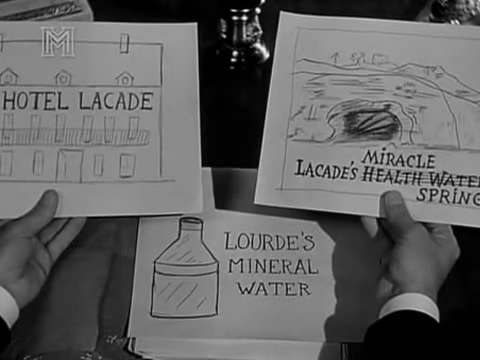 M
HOTEL LACADE
MIRACLE
LACADE'S HEALTH WATER
SPRING
LOURDE'S
MINERAL
WATER